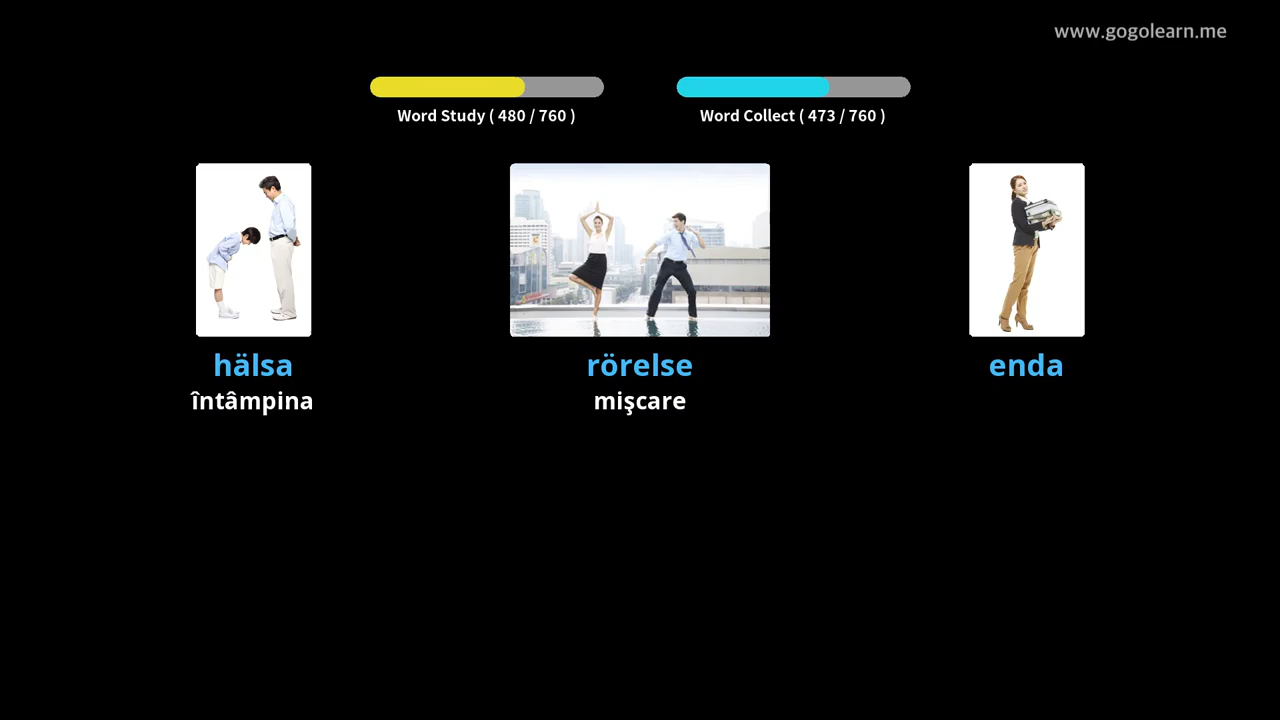 www.gogolearn.me
Word Study ( 480 / 760 )
Word Collect ( 473 / 760 )
hälsa
întâmpina
rörelse
mişcare
enda